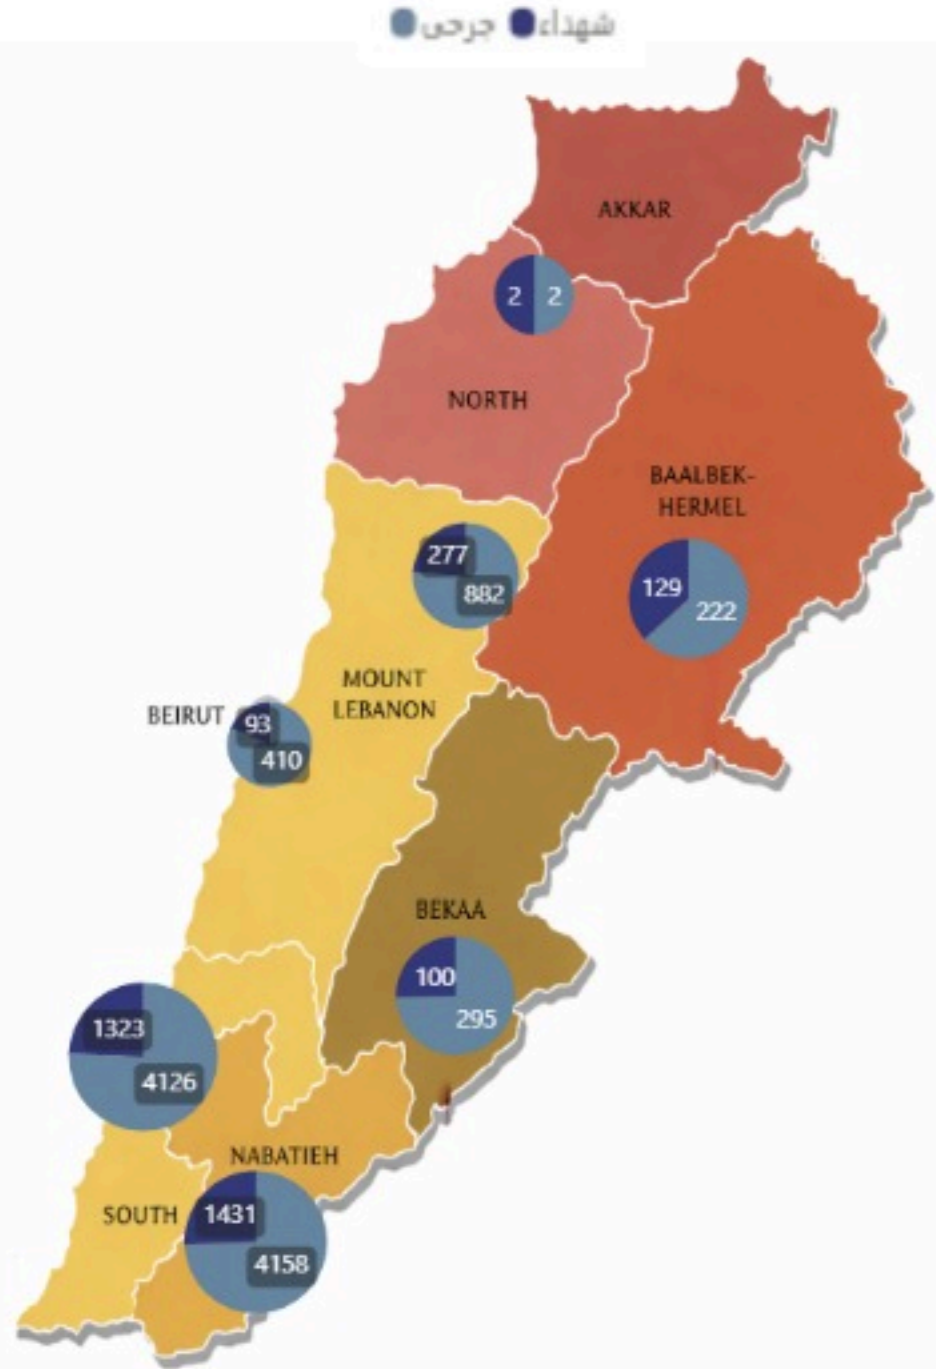 شهداء جرحى
AKKAR
2 2
NORTH
BAALBEK-
HERMEL
277
882
129
222
MOUNT
LEBANON
BEIRUT
93
410
BEKAA
100
295
1323
4126
NABATIEH
SOUTH
1431
4158